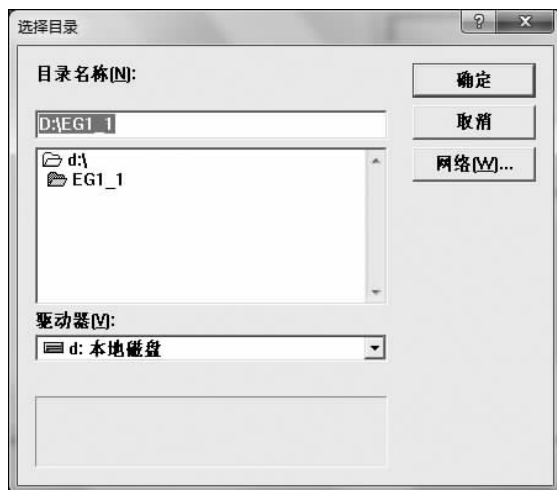 选择目录
目录名称(N):
确定
D:\EG1_1
取消
d:\
网络(W)...
EG1_1
驱动器(V):
d: 本地磁盘